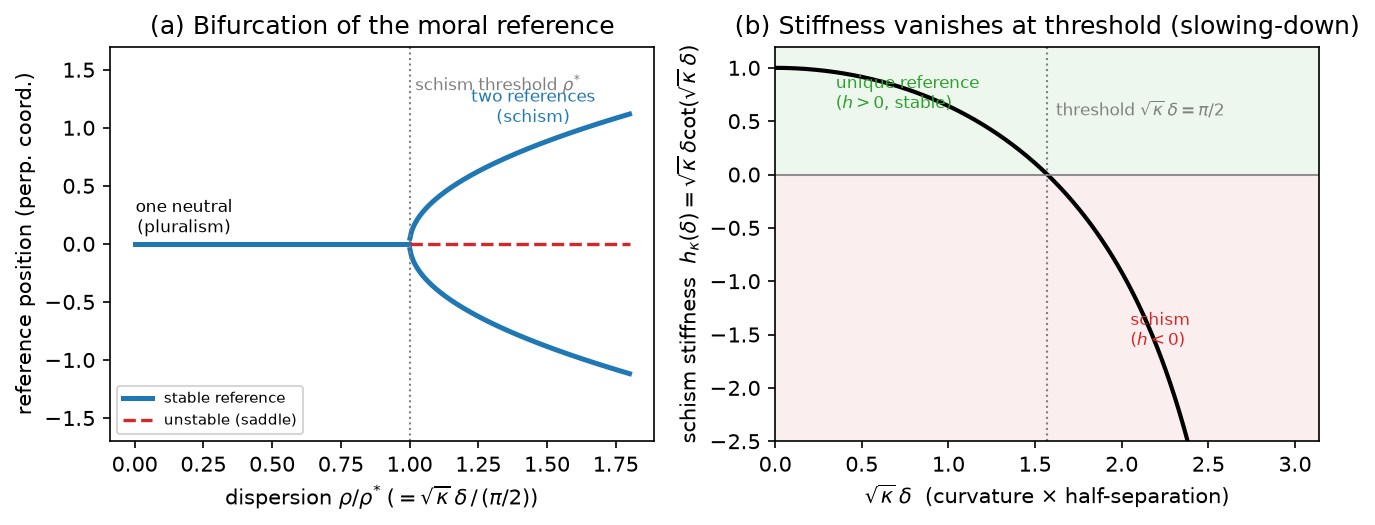 (a) Bifurcation of the moral reference
schism threshold ρ*
two references
(schism)
one neutral
(pluralism)
1.5
1.0
0.5
0.0
−0.5
−1.0
−1.5
reference position (perp. coord.)
stable reference
unstable (saddle)
0.00 0.25 0.50 0.75 1.00 1.25 1.50 1.75
dispersion ρ/ρ* ( = √κ δ / (π/2))
(b) Stiffness vanishes at threshold (slowing-down)
unique reference
(h > 0, stable)
threshold √κ δ = π/2
schism
(h < 0)
1.0
0.5
0.0
−0.5
−1.0
−1.5
−2.0
−2.5
schism stiffness hκ(δ) = √κ δcot(√κ δ)
0.0 0.5 1.0 1.5 2.0 2.5 3.0
√κ δ (curvature × half-separation)